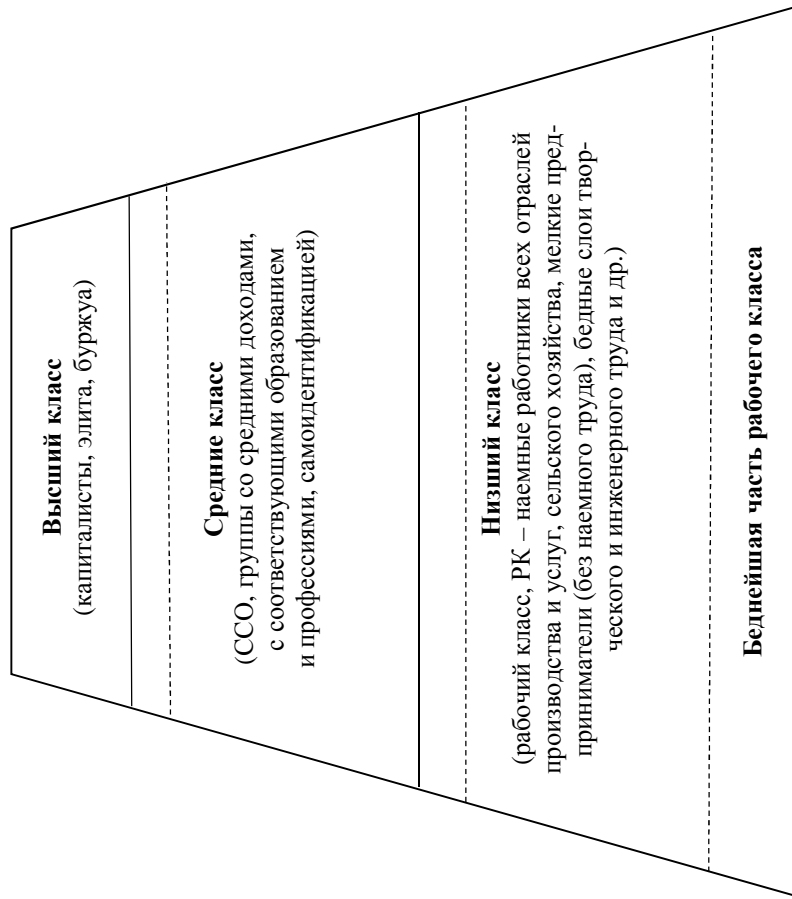 Высший класс
(капиталисты, элита, буржуа)
Средние класс
(ССО, группы со средними доходами,
с соответствующими образованием
и профессиями, самоидентификацией)
Низший класс
(рабочий класс, РК – наемные работники всех отраслей
производства и услуг, сельского хозяйства, мелкие пред-
приниматели (без наемного труда), бедные слои твор-
ческого и инженерного труда и др.)
Беднейшая часть рабочего класса